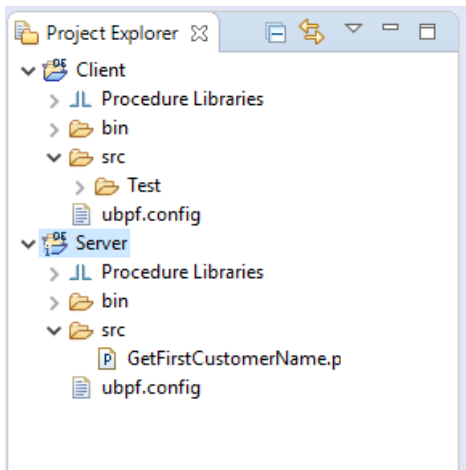 Project Explorer
Client
Procedure Libraries
bin
src
Test
ubpf.config
Server
Procedure Libraries
bin
src
GetFirstCustomerName.p
ubpf.config